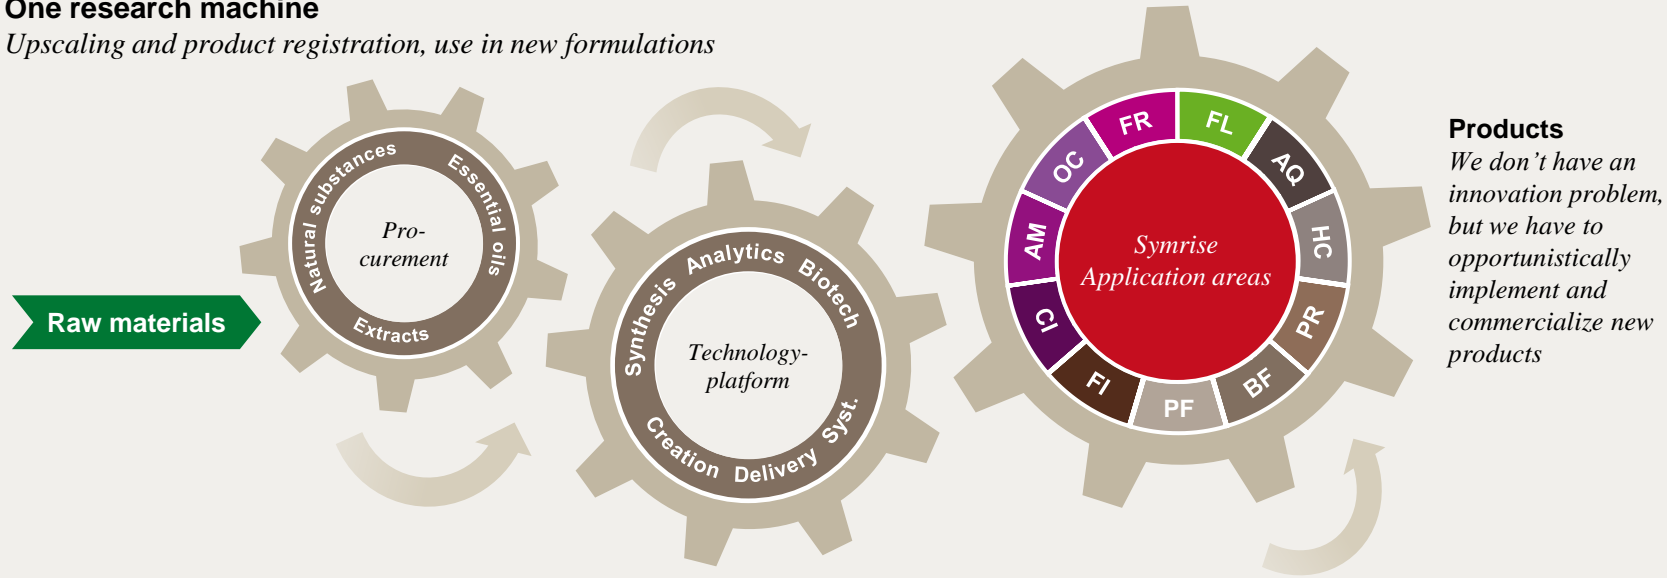 One research machine
Upscaling and product registration, use in new formulations
Raw materials
Natural substances
Essential oils
Extracts
Pro-
curement
Synthesis
Analytics
Biotech
Creation
Delivery Syst.
Technology-
platform
FR
FL
AQ
HC
PR
BF
PF
FI
CI
AM
OC
Symrise
Application areas
Products
We don’t have an
innovation problem,
but we have to
opportunistically
implement and
commercialize new
products